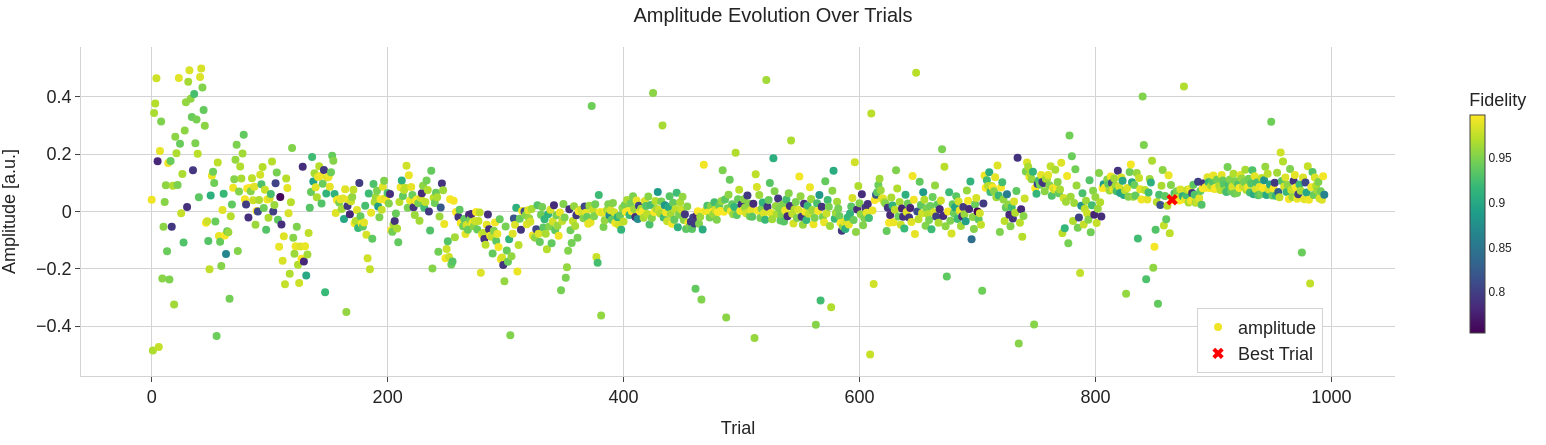 Amplitude Evolution Over Trials
Amplitude [a.u.]
0.4
0.2
0
−0.2
−0.4
0
200
400
600
800
1000
Trial
amplitude
Best Trial
Fidelity
0.95
0.9
0.85
0.8